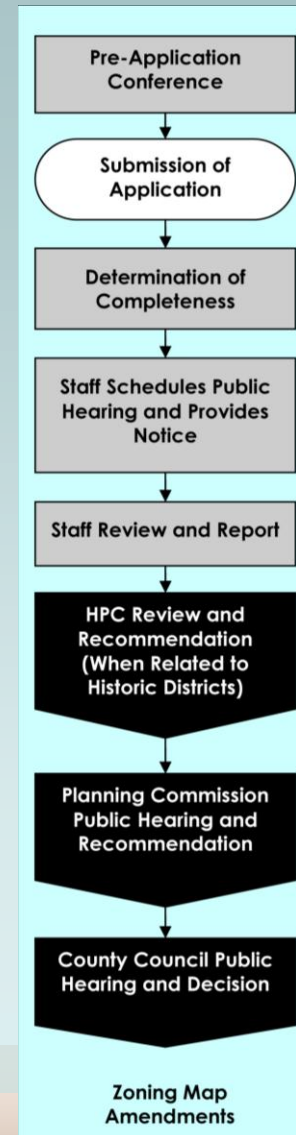 Pre-Application
Conference
Submission of
Application
Determination of
Completeness
Staff Schedules Public
Hearing and Provides
Notice
Staff Review and Report
HPC Review and
Recommendation
(When Related to
Historic Districts)
Planning Commission
Public Hearing and
Recommendation
County Council Public
Hearing and Decision
Zoning Map
Amendments